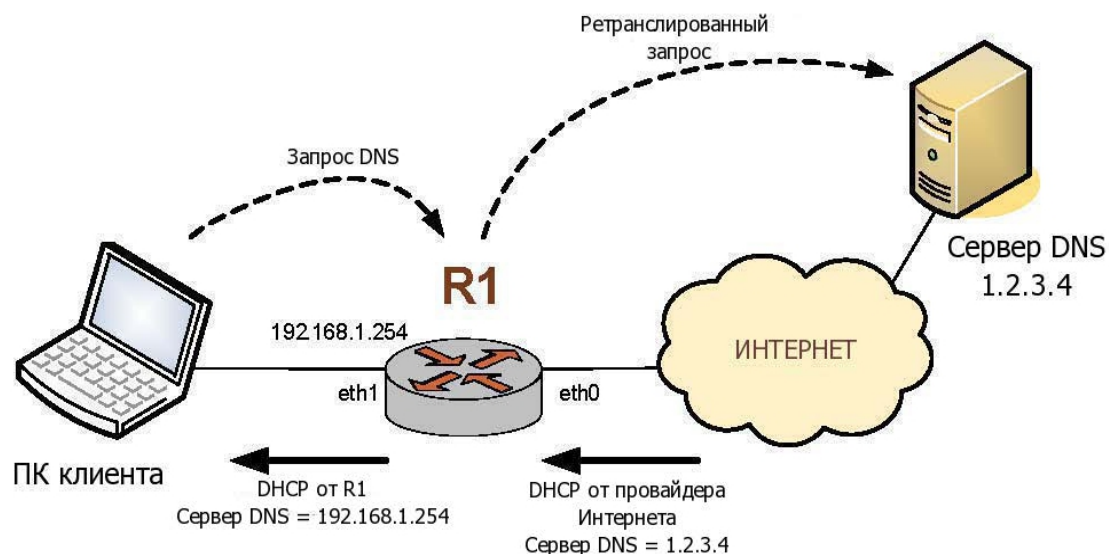 Ретранслированный
запрос
Запрос DNS
Сервер DNS
1.2.3.4
R1
192.168.1.254
ИНТЕРНЕТ
eth1
eth0
ПК клиента
DHCP от R1
Сервер DNS = 192.168.1.254
DHCP от провайдера
Интернета
Сервер DNS = 1.2.3.4